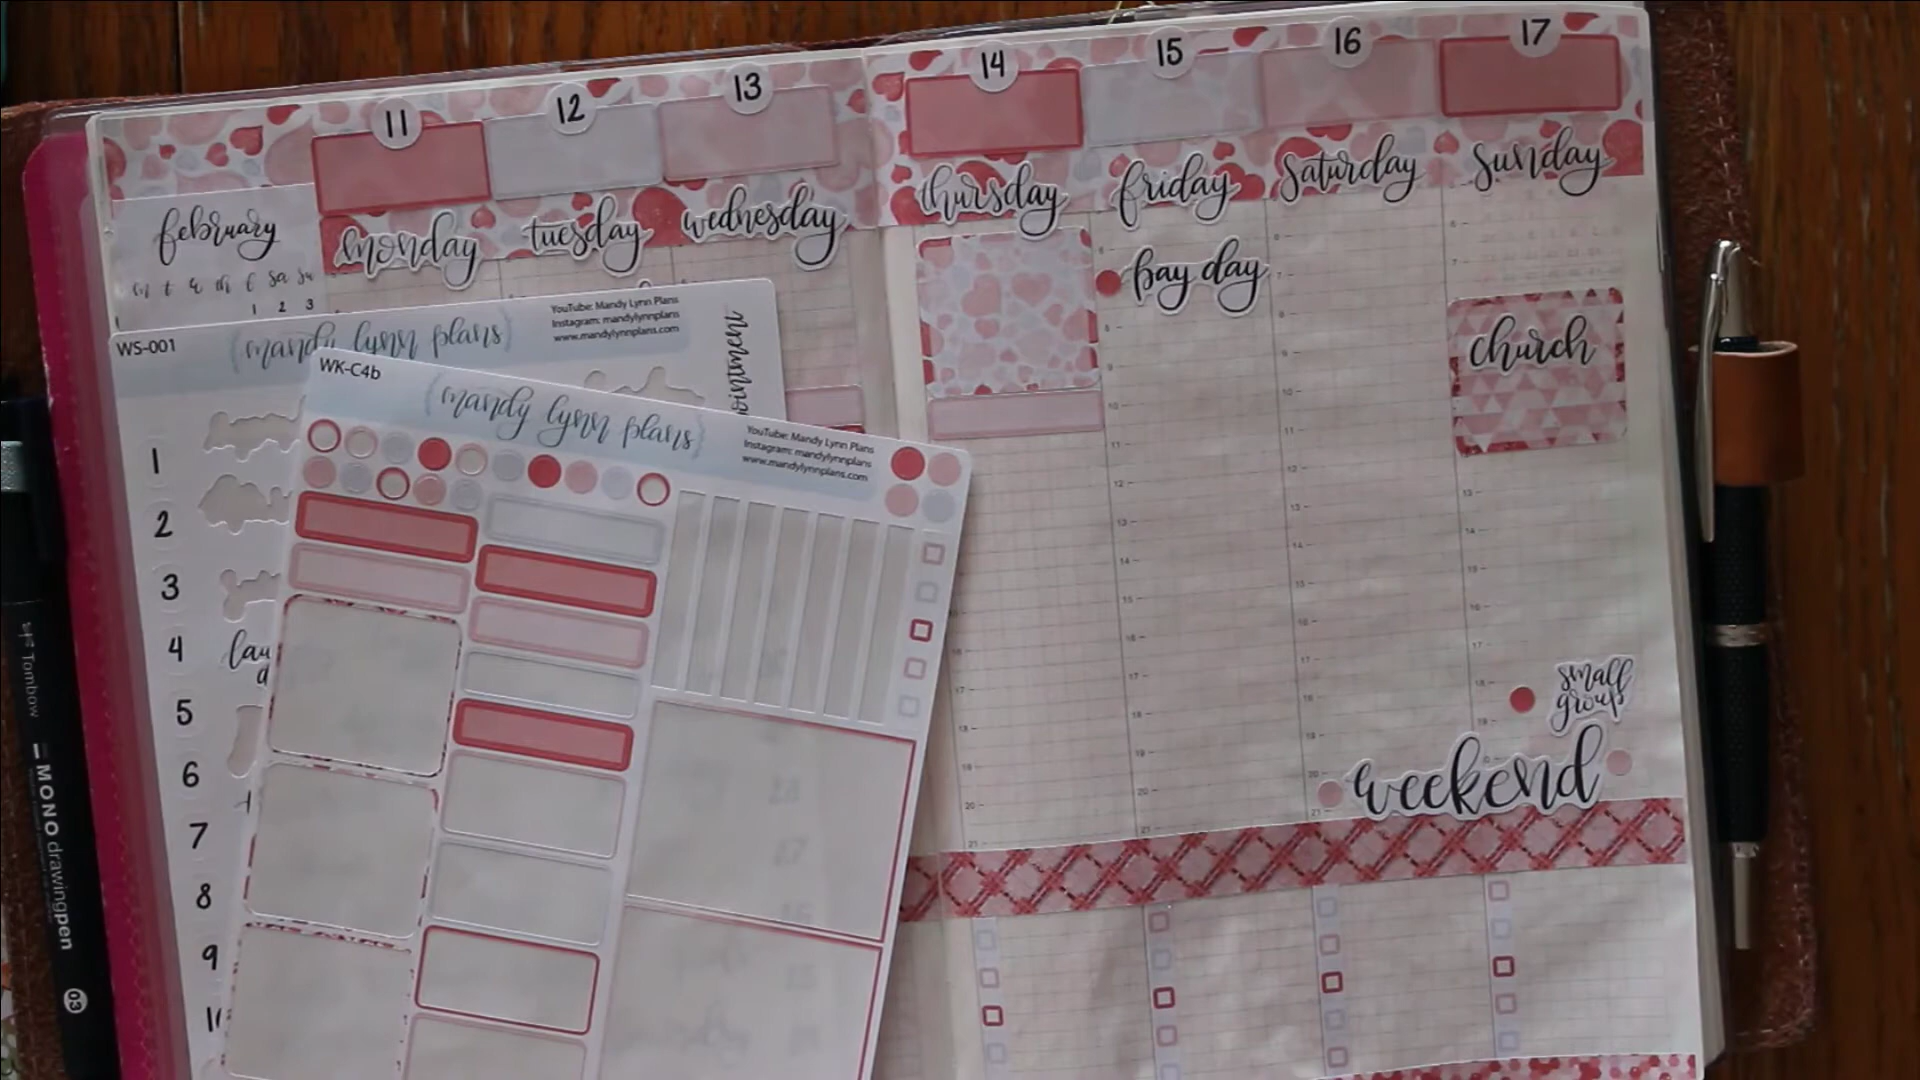 11
12
13
14
15
16
17
february
monday
tuesday
wednesday
thursday
friday
saturday
sunday
m t w th f sa su
1 2 3
pay day
church
small
group
weekend
WS-001
mandy lynn plans
YouTube: Mandy Lynn Plans
Instagram: mandylynnplans
www.mandylynnplans.com
1
2
3
4
5
6
7
8
9
WK-C4b
(mandy lynn plans)
YouTube: Mandy Lynn Plans
Instagram: mandylynnplans
www.mandylynnplans.com
Tombow
MONO drawingpen
03